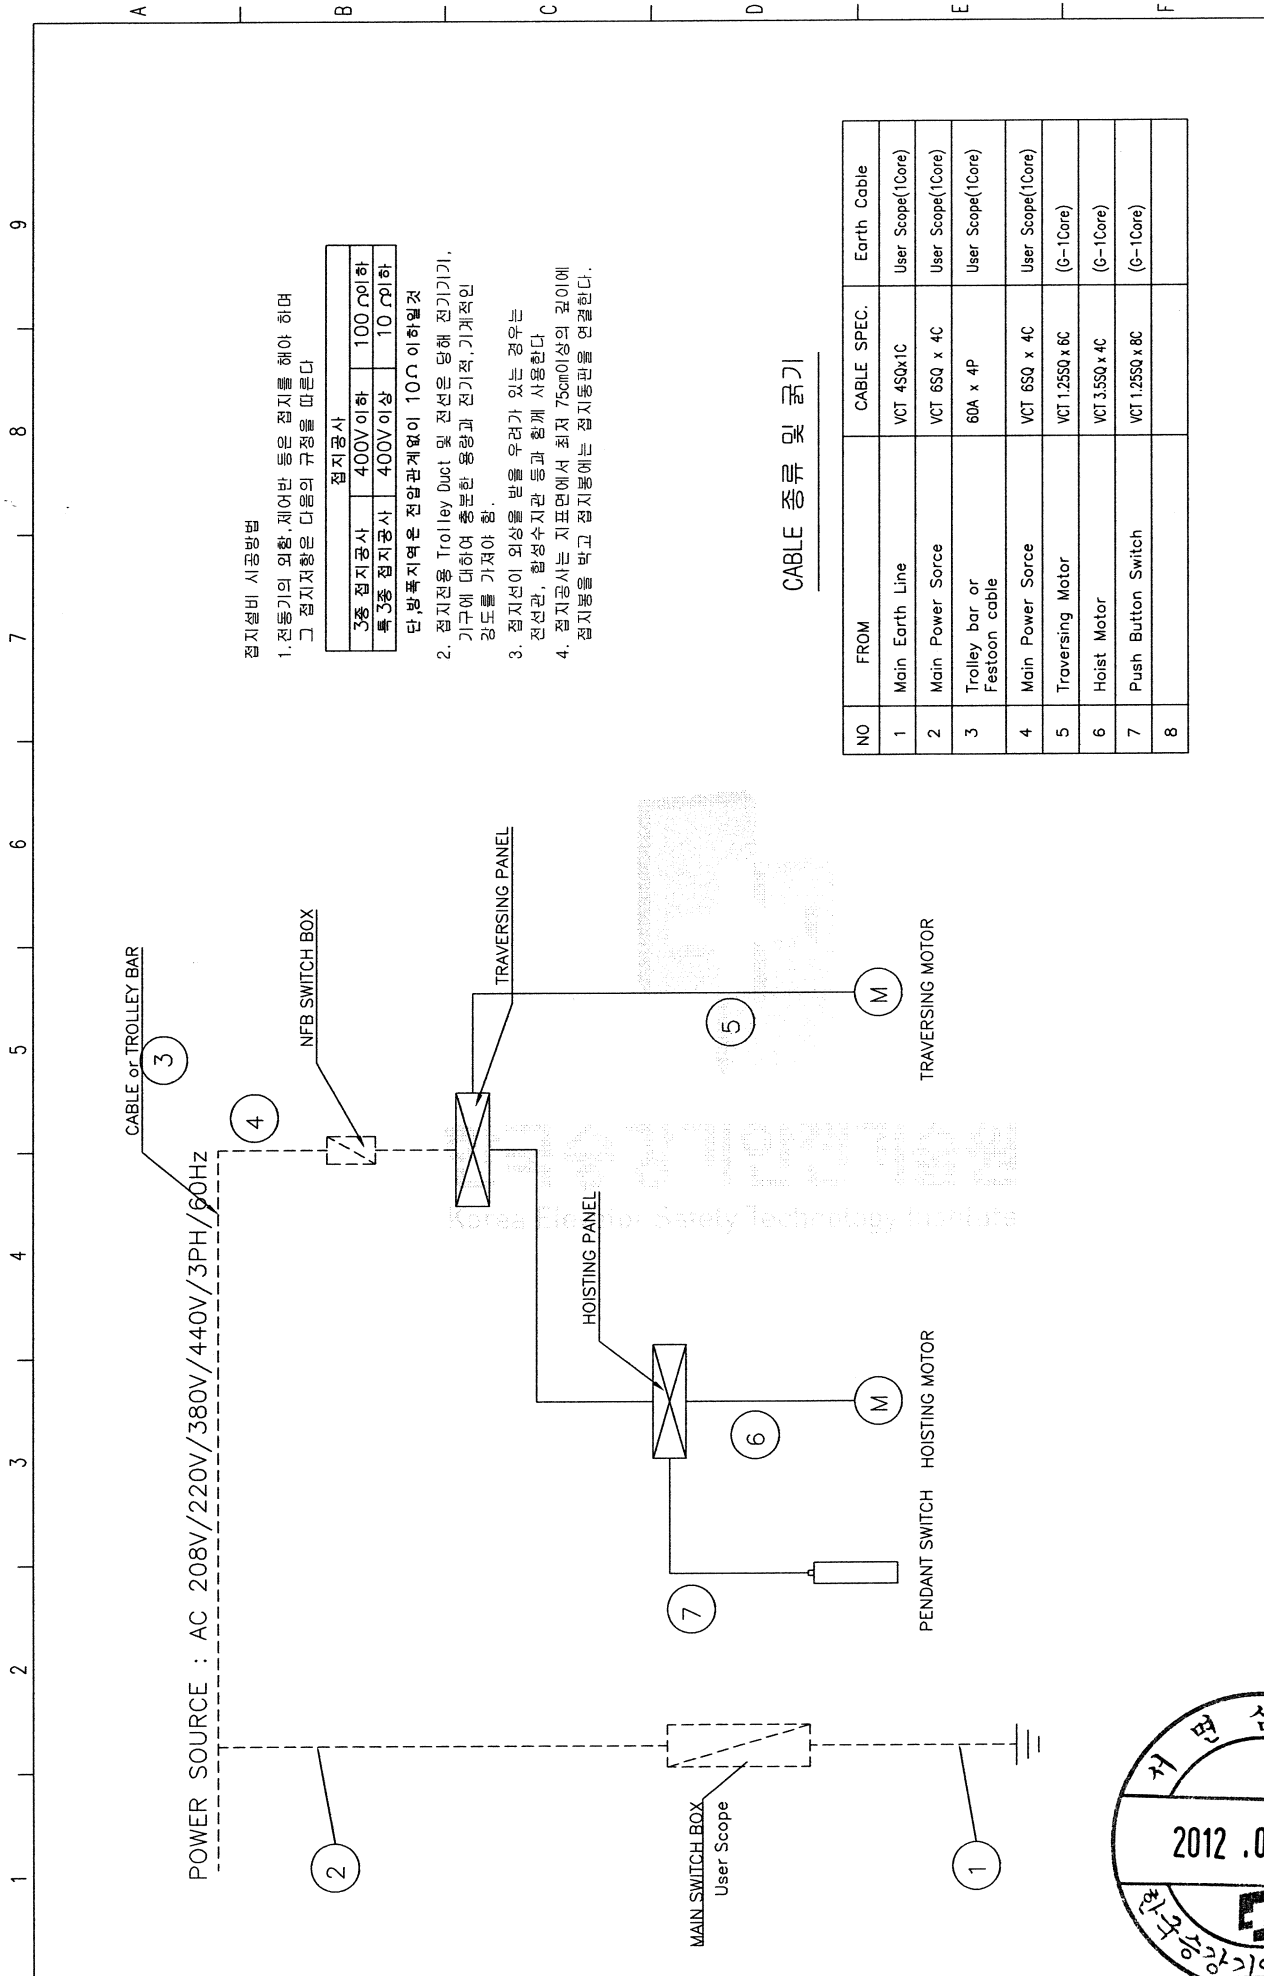 1 2 3 4 5 6 7 8 9
A
B
C
D
E
F
POWER SOURCE : AC 208V/220V/380V/440V/3PH/60Hz
CABLE or TROLLEY BAR
3
4
NFB SWITCH BOX
TRAVERSING PANEL
5
HOISTING PANEL
6
7
2
MAIN SWITCH BOX
User Scope
1
M
M
PENDANT SWITCH
HOISTING MOTOR
TRAVERSING MOTOR
접지설비 시공방법
1.전동기의 외함,제어반 등은 접지를 해야 하며
그 접지저항은 다음의 규정을 따른다
접지공사
3종 접지공사 400V 이하 100 Ω이하
특 3종 접지공사 400V 이상 10 Ω이하
단,방폭지역은 전압관계없이 10Ω 이하일것
2. 접지전용 Trolley Duct 및 전선은 당해 전기기기,
기구에 대하여 충분한 용량과 전기적,기계적인
강도를 가져야 함.
3. 접지선이 외상을 받을 우려가 있는 경우는
전선관, 합성수지관 등과 함께 사용한다
4. 접지공사는 지표면에서 최저 75cm이상의 깊이에
접지봉을 박고 접지봉에는 접지동판을 연결한다.
CABLE 종류 및 굵기
NO FROM CABLE SPEC. Earth Cable
1 Main Earth Line VCT 4SQx1C User Scope(1Core)
2 Main Power Sorce VCT 6SQ x 4C User Scope(1Core)
3 Trolley bar or Festoon cable 60A x 4P User Scope(1Core)
4 Main Power Sorce VCT 6SQ x 4C User Scope(1Core)
5 Traversing Motor VCT 1.25SQ x 6C (G-1Core)
6 Hoist Motor VCT 3.5SQ x 4C (G-1Core)
7 Push Button Switch VCT 1.25SQ x 8C (G-1Core)
8
Korea Elevator Safety Technology Institute
서 면
2012 .0